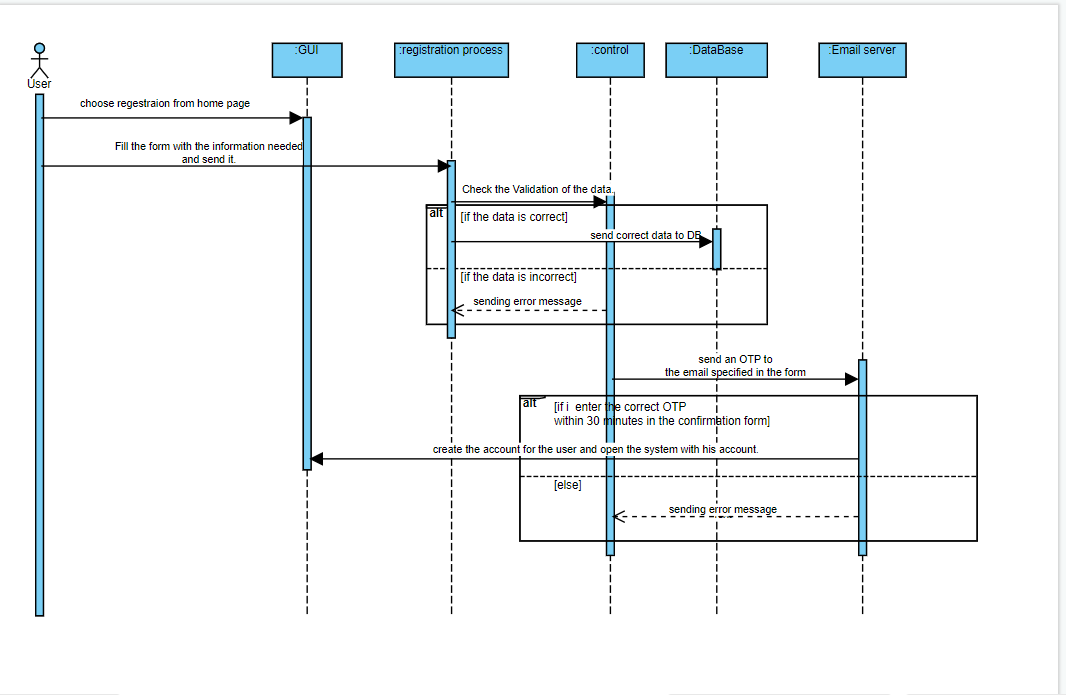 :GUI
:registration process
:control
:DataBase
:Email server
User
choose regestraion from home page
Fill the form with the information needed
and send it.
Check the Validation of the data.
alt
[if the data is correct]
send correct data to DB
[if the data is incorrect]
sending error message
send an OTP to
the email specified in the form
alt
[if i  enter the correct OTP
within 30 minutes in the confirmation form]
create the account for the user and open the system with his account.
[else]
sending error message